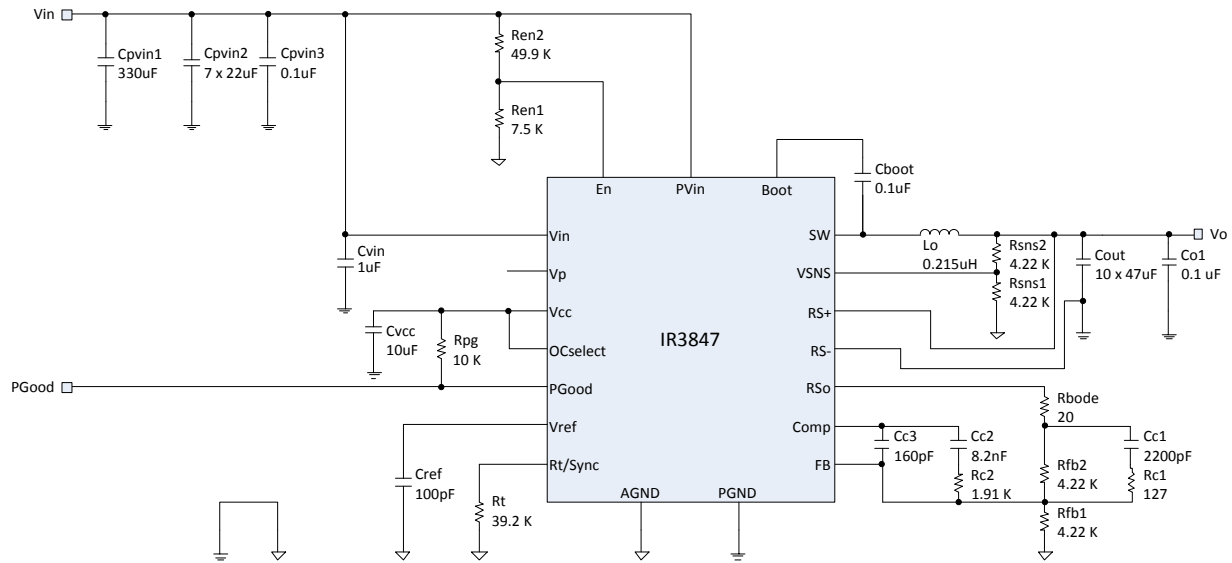 Vin
Cpvin1
330uF
Cpvin2
7 x 22uF
Cpvin3
0.1uF
Ren2
49.9 K
Ren1
7.5 K
Cboot
0.1uF
En
PVin
Boot
Vin
Vp
Vcc
OCselect
PGood
Vref
Rt/Sync
AGND
PGND
IR3847
SW
VSNS
RS+
RS-
RSo
Comp
FB
Cvin
1uF
Cvcc
10uF
Rpg
10 K
PGood
Cref
100pF
Rt
39.2 K
Lo
0.215uH
Rsns2
4.22 K
Rsns1
4.22 K
Cout
10 x 47uF
Co1
0.1 uF
Vo
Rbode
20
Cc3
160pF
Cc2
8.2nF
Rc2
1.91 K
Cc1
2200pF
Rc1
127
Rfb2
4.22 K
Rfb1
4.22 K